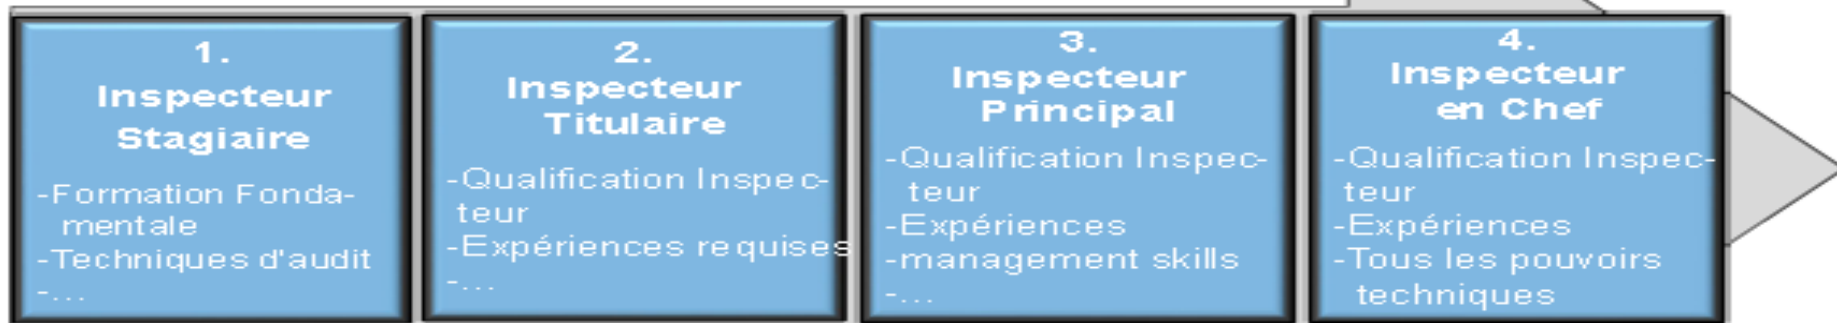 1.
Inspecteur
Stagiaire
-Formation Fonda-
mentale
-Techniques d'audit
-...
2.
Inspecteur
Titulaire
-Qualification Inspec-
teur
-Expériences requises
-...
3.
Inspecteur
Principal
-Qualification Inspec-
teur
-Expériences
-management skills
-...
4.
Inspecteur
en Chef
-Qualification Inspec-
teur
-Expériences
-Tous les pouvoirs
techniques